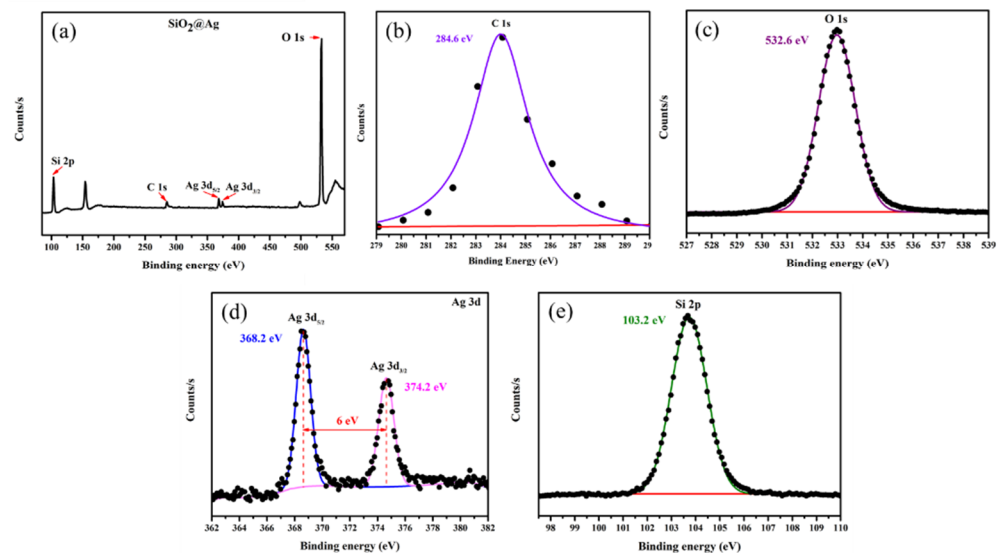 (a)
SiO2@Ag
O 1s
Si 2p
C 1s
Ag 3d5/2
Ag 3d3/2
Counts/s
100 150 200 250 300 350 400 450 500 550
Binding energy (eV)
(b)
C 1s
284.6 eV
Counts/s
279 280 281 282 283 284 285 286 287 288 289 29
Binding Energy (eV)
(c)
O 1s
532.6 eV
Counts/s
527 528 529 530 531 532 533 534 535 536 537 538 539
Binding energy (eV)
(d)
Ag 3d
Ag 3d5/2
368.2 eV
Ag 3d3/2
374.2 eV
6 eV
Counts/s
362 364 366 368 370 372 374 376 378 380 382
Binding energy (eV)
(e)
Si 2p
103.2 eV
Counts/s
98 99 100 101 102 103 104 105 106 107 108 109 110
Binding energy (eV)